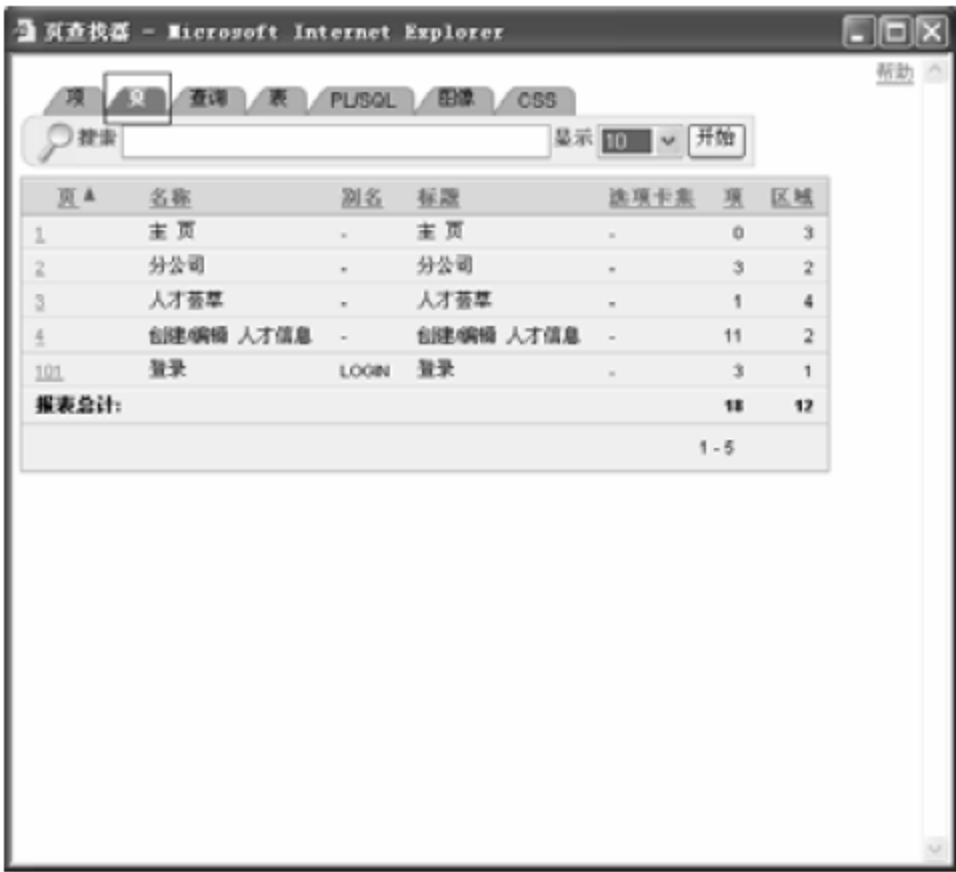 页查找器 - Microsoft Internet Explorer
帮助
项 页 查询 表 PL/SQL 图像 CSS
搜索 显示 10 开始
页 名称 别名 标题 选项卡集 项 区域
1 主 页 - 主 页 - 0 3
2 分公司 - 分公司 - 3 2
3 人才荟萃 - 人才荟萃 - 1 4
4 创建/编辑 人才信息 - 创建/编辑 人才信息 - 11 2
101 登录 LOGIN 登录 - 3 1
报表总计: 18 12
1 - 5